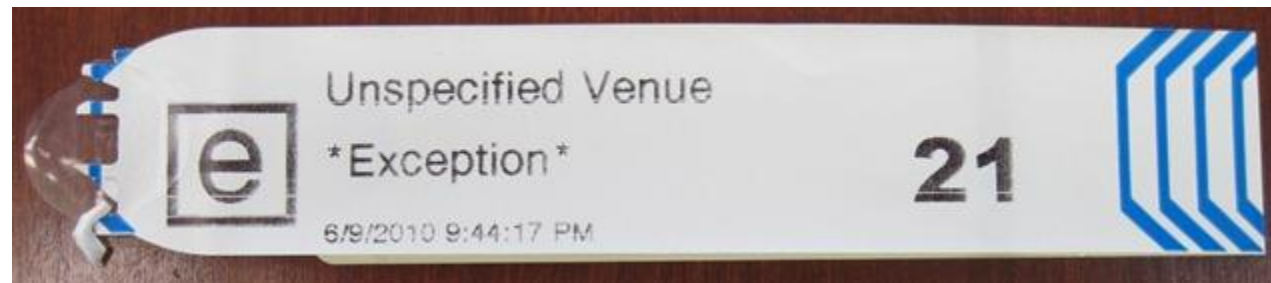 Unspecified Venue
e
*Exception*
21
6/9/2010 9:44:17 PM